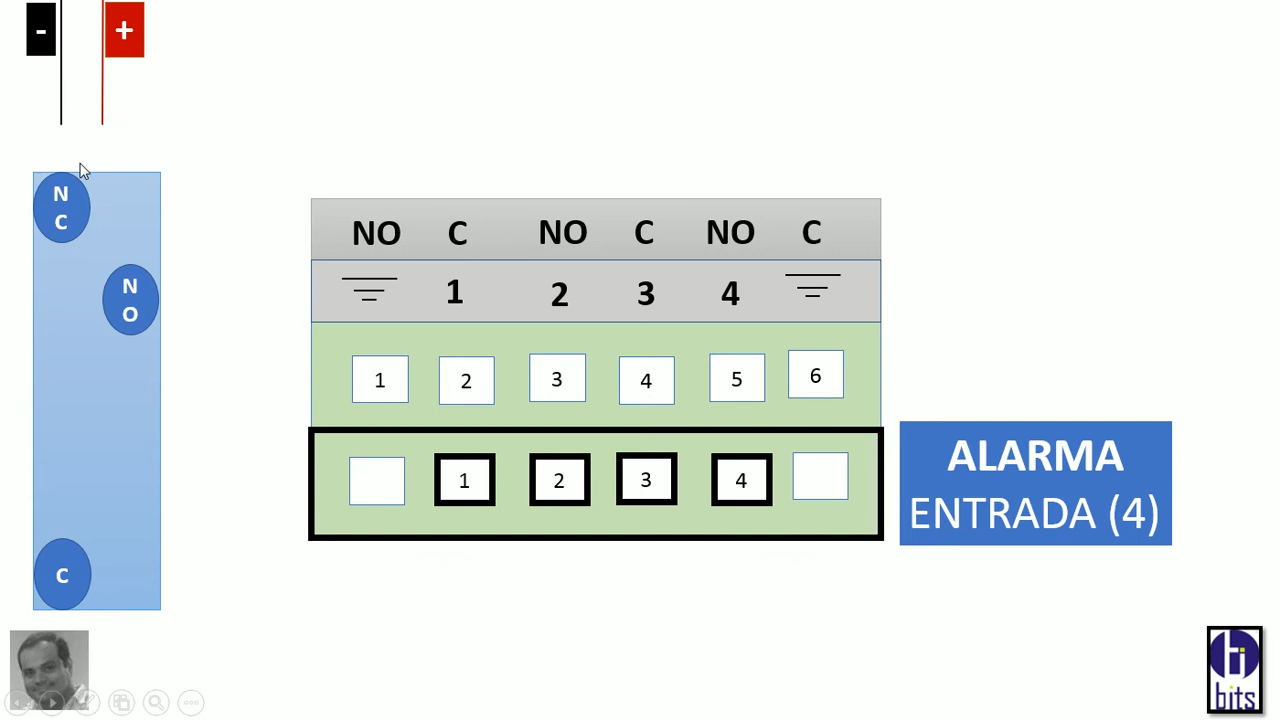 - +
N
C
N
O
C
NO C NO C NO C
1 2 3 4
1 2 3 4 5 6
1 2 3 4
ALARMA
ENTRADA (4)
bits